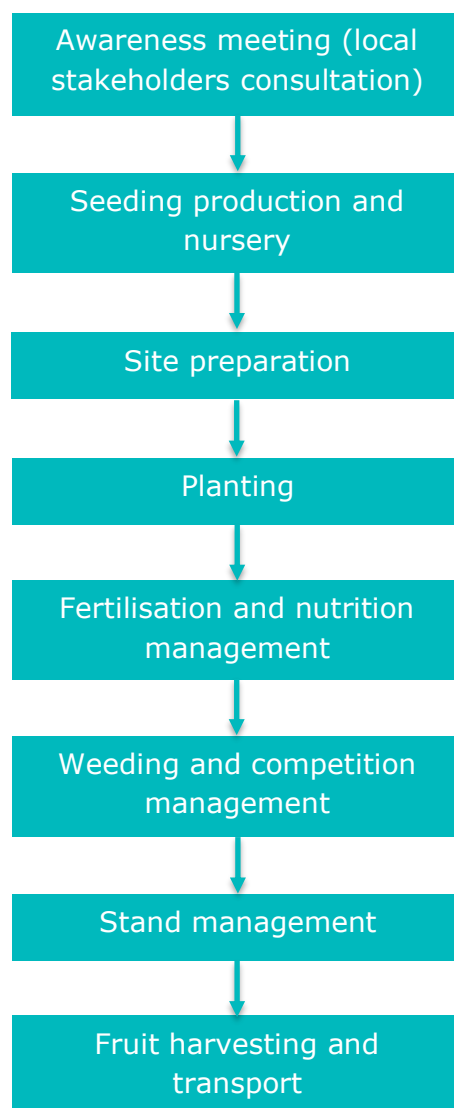 Awareness meeting (local
stakeholders consultation)
Seeding production and
nursery
Site preparation
Planting
Fertilisation and nutrition
management
Weeding and competition
management
Stand management
Fruit harvesting and
transport